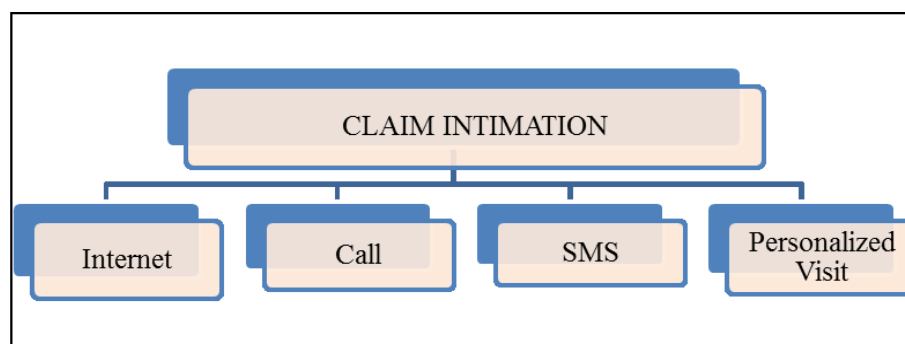 CLAIM INTIMATION
Internet
Call
SMS
Personalized
Visit